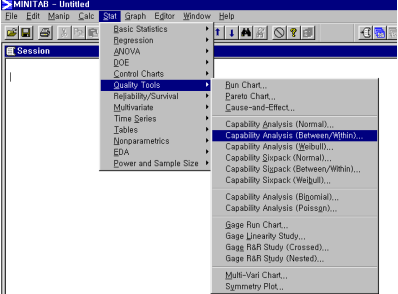 MINITAB - Untitled
File Edit Manip Calc Stat Graph Editor Window Help
Session
Basic Statistics
Regression
ANOVA
DOE
Control Charts
Quality Tools
Reliability/Survival
Multivariate
Time Series
Tables
Nonparametrics
EDA
Power and Sample Size
Run Chart...
Pareto Chart...
Cause-and-Effect...
Capability Analysis (Normal)...
Capability Analysis (Between/Within)...
Capability Analysis (Weibull)...
Capability Sixpack (Normal)...
Capability Sixpack (Between/Within)...
Capability Sixpack (Weibull)...
Capability Analysis (Binomial)...
Capability Analysis (Poisson)...
Gage Run Chart...
Gage Linearity Study...
Gage R&R Study (Crossed)...
Gage R&R Study (Nested)...
Multi-Vari Chart...
Symmetry Plot...